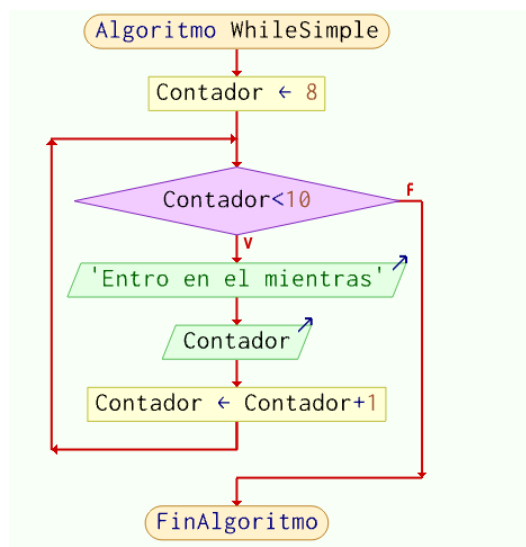 Algoritmo WhileSimple
Contador ← 8
Contador<10
F
V
'Entro en el mientras'
Contador
Contador ← Contador+1
FinAlgoritmo